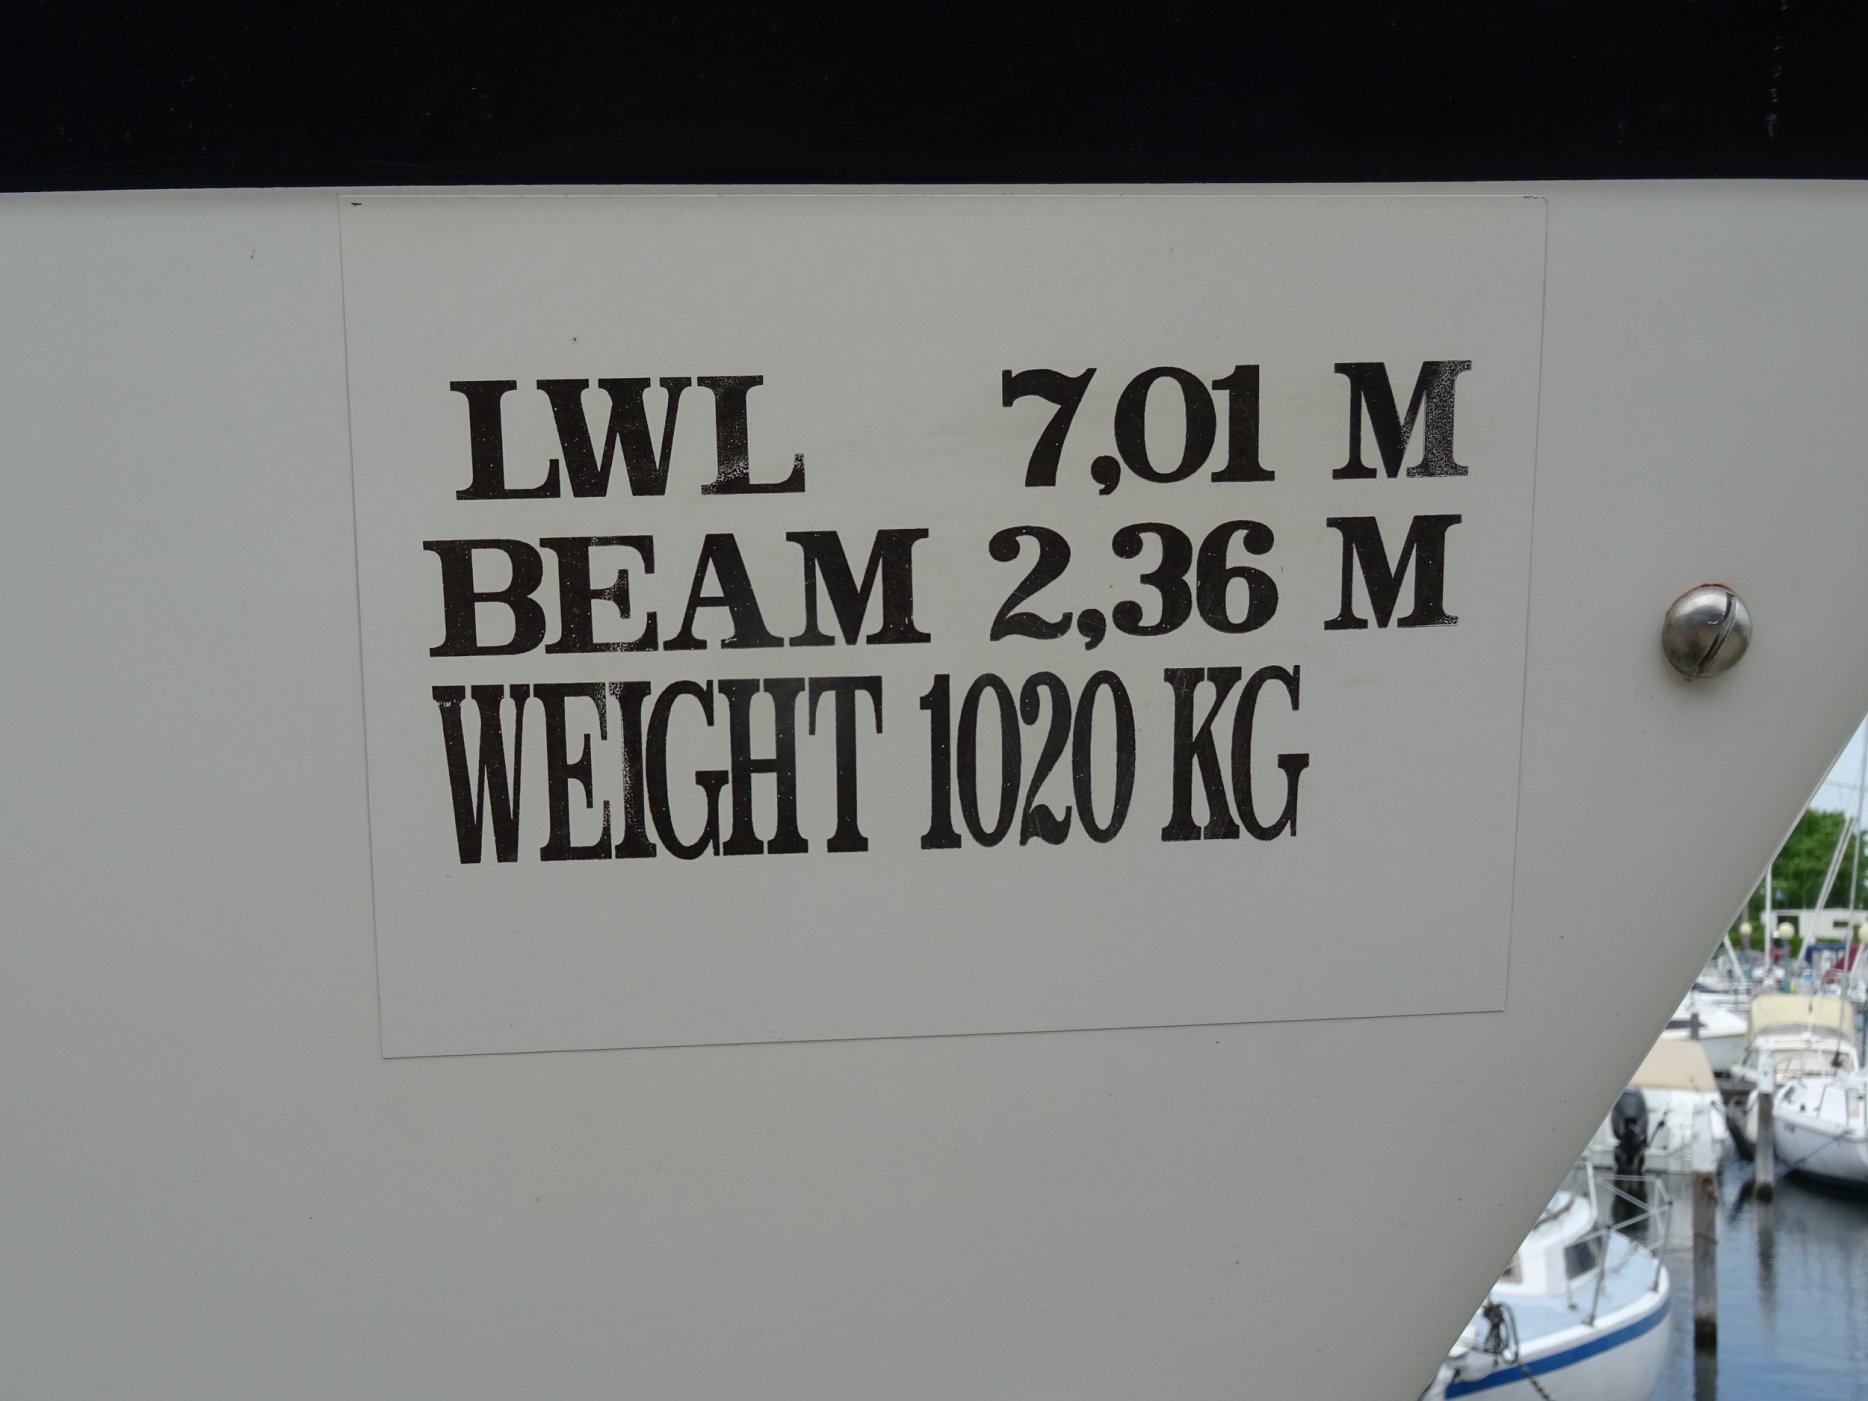 LWL 7,01 M
BEAM 2,36 M
WEIGHT 1020 KG